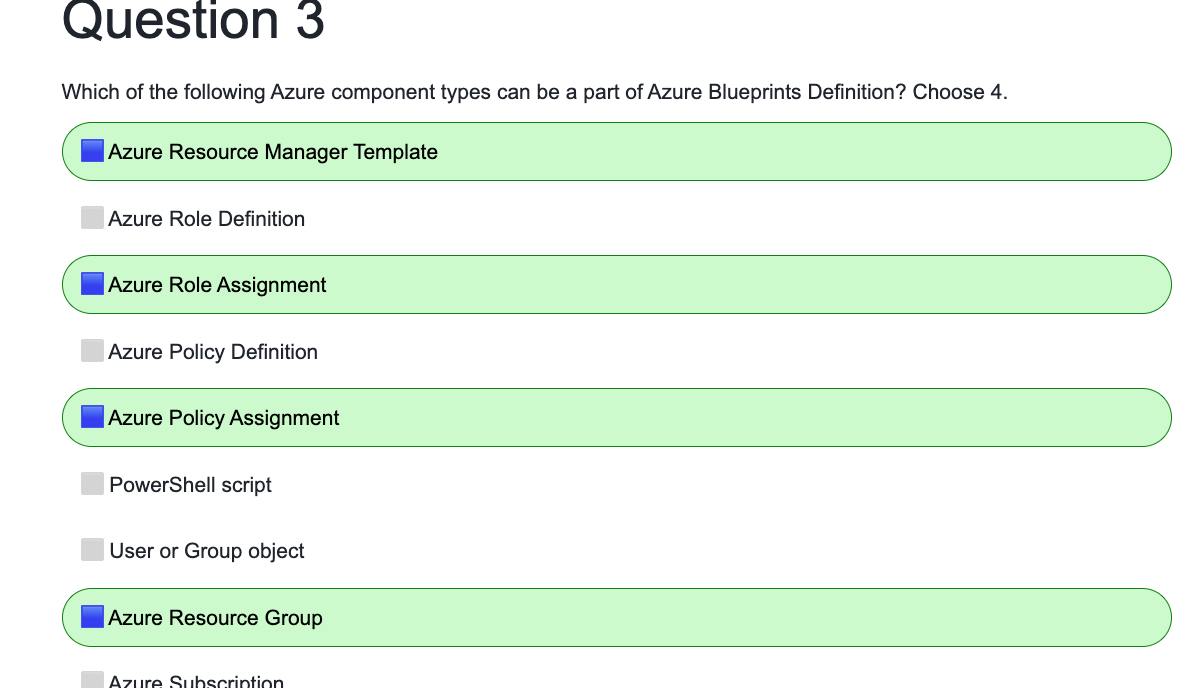 Question 3
Which of the following Azure component types can be a part of Azure Blueprints Definition? Choose 4.
Azure Resource Manager Template
Azure Role Definition
Azure Role Assignment
Azure Policy Definition
Azure Policy Assignment
PowerShell script
User or Group object
Azure Resource Group
Azure Subscription